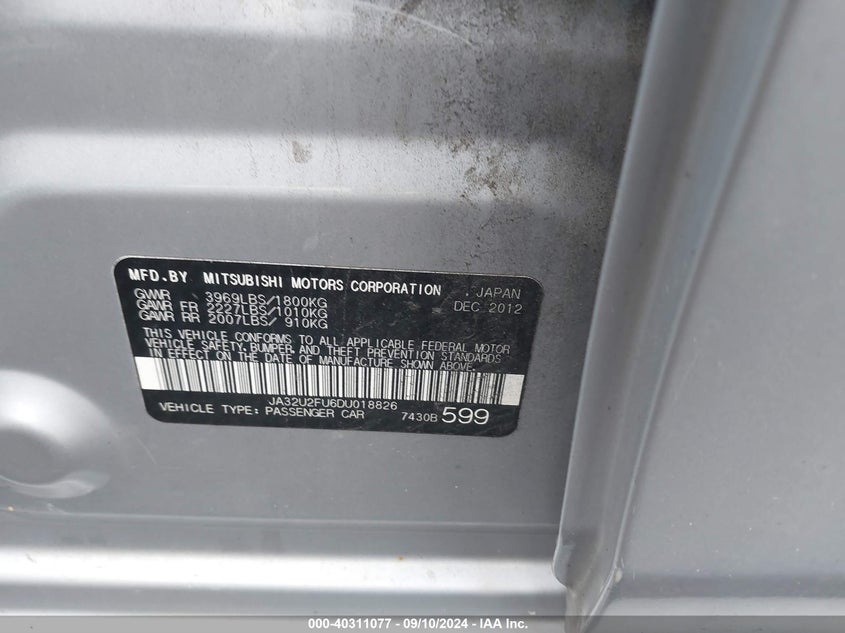 MFD.BY MITSUBISHI MOTORS CORPORATION , JAPAN
GVWR 3969LBS/1800KG DEC 2012
GAWR FR 2227LBS/1010KG
GAWR RR 2007LBS/ 910KG
THIS VEHICLE CONFORMS TO ALL APPLICABLE FEDERAL MOTOR
VEHICLE SAFETY, BUMPER, AND THEFT PREVENTION STANDARDS
IN EFFECT ON THE DATE OF MANUFACTURE SHOWN ABOVE.
JA32U2FU6DU018826
VEHICLE TYPE: PASSENGER CAR 7430B 599
000-40311077 - 09/10/2024 - IAA Inc.